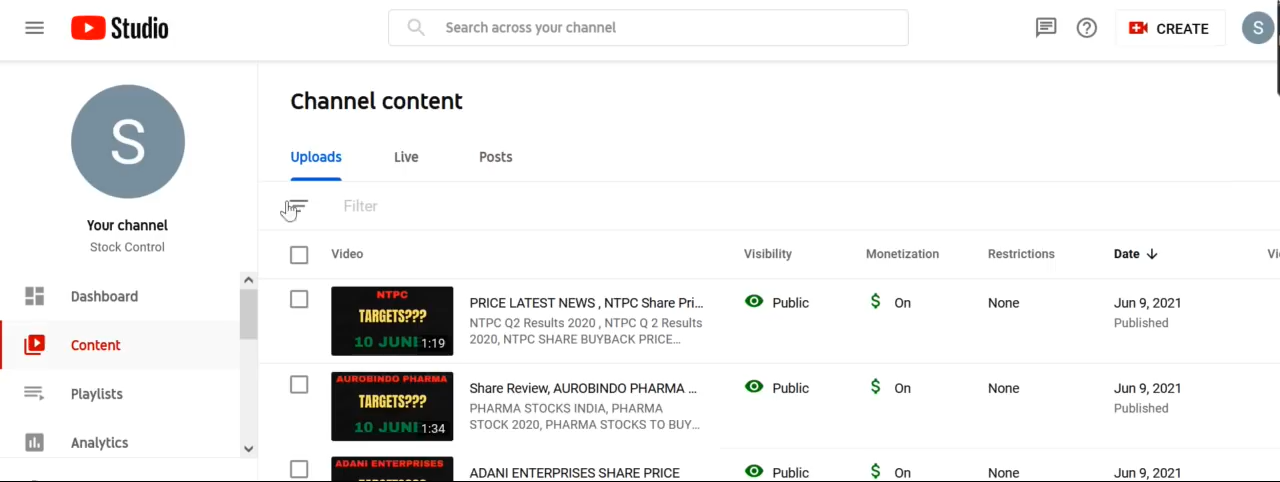 Studio
Search across your channel
CREATE
S
S
Your channel
Stock Control
Dashboard
Content
Playlists
Analytics
Channel content
Uploads Live Posts
Filter
Video Visibility Monetization Restrictions Date
NTPC
TARGETS???
10 JUNE
1:19
PRICE LATEST NEWS , NTPC Share Pri...
NTPC Q2 Results 2020 , NTPC Q 2 Results
2020, NTPC SHARE BUYBACK PRICE...
Public
$ On
None
Jun 9, 2021
Published
AUROBINDO PHARMA
TARGETS???
10 JUNI
1:34
Share Review, AUROBINDO PHARMA ...
PHARMA STOCKS INDIA, PHARMA
STOCK 2020, PHARMA STOCKS TO BUY...
Public
$ On
None
Jun 9, 2021
Published
ADANI ENTERPRISES
TARGETS???
ADANI ENTERPRISES SHARE PRICE
Public
$ On
None
Jun 9, 2021